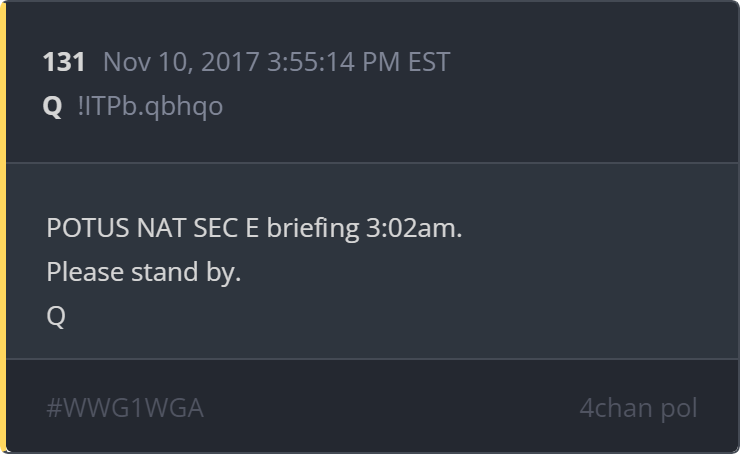 131 Nov 10, 2017 3:55:14 PM EST
Q !ITPb.qbhqo
POTUS NAT SEC E briefing 3:02am.
Please stand by.
Q
#WWG1WGA 4chan pol